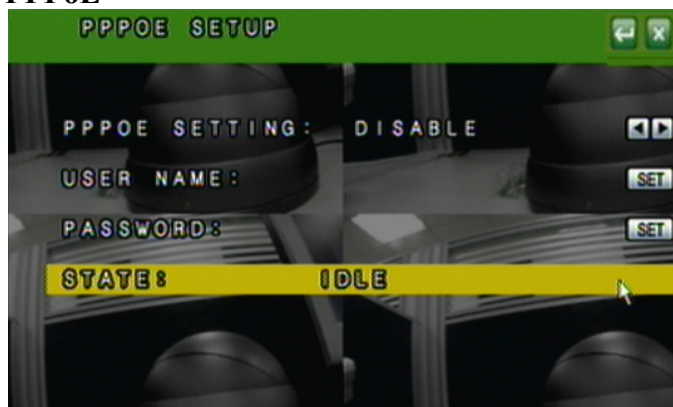 PPPOE SETUP
PPPOE SETTING: DISABLE
SET
USER NAME:
SET
PASSWORD:
STATE: IDLE